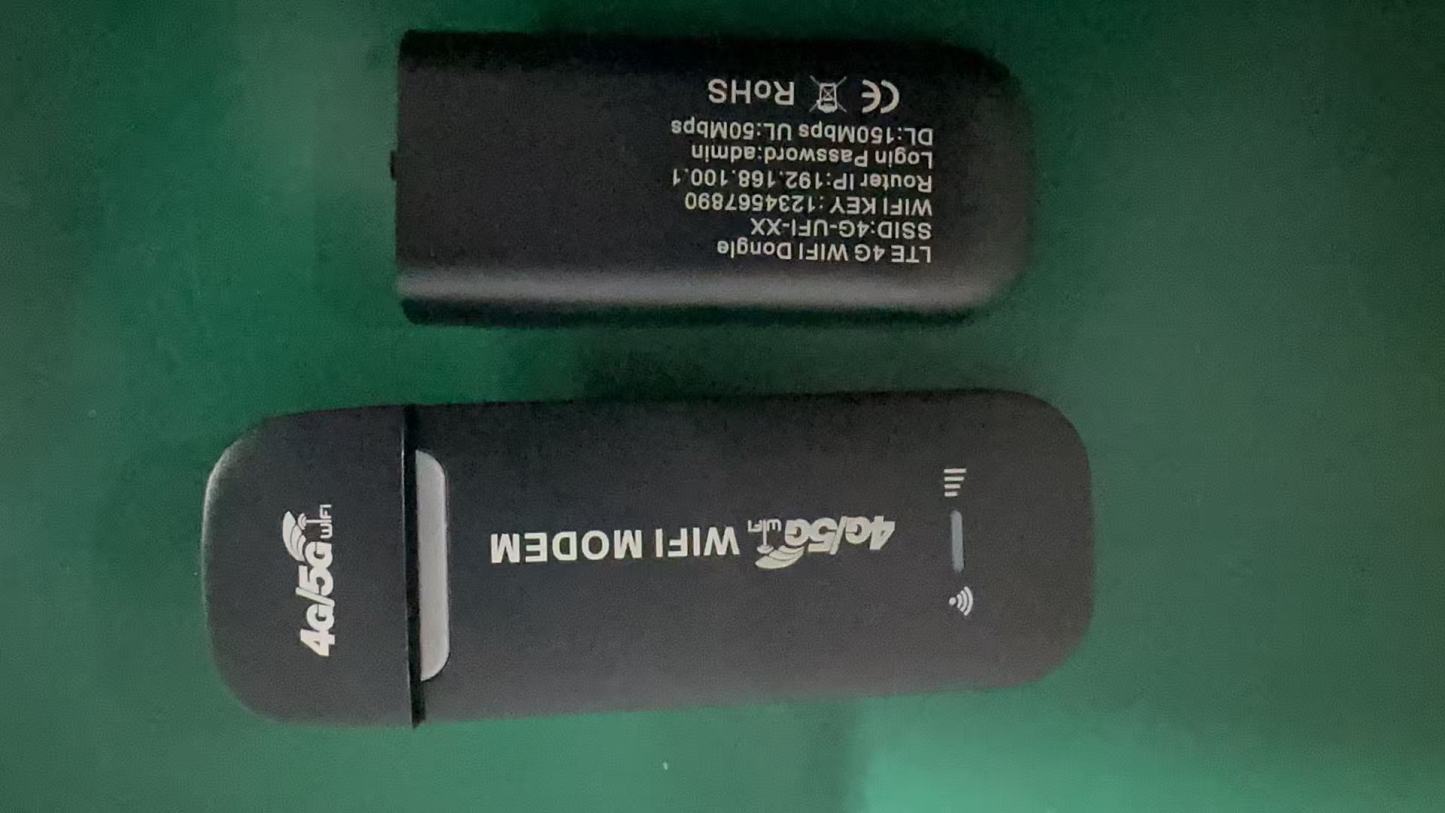 LTE 4G WIFI Dongle
SSID:4G-UFI-XX
WIFI KEY:1234567890
Router IP:192.168.100.1
Login Password:admin
DL:150Mbps UL:50Mbps
CE RoHS
4G/5G WiFi WIFI MODEM
4G/5G WiFi